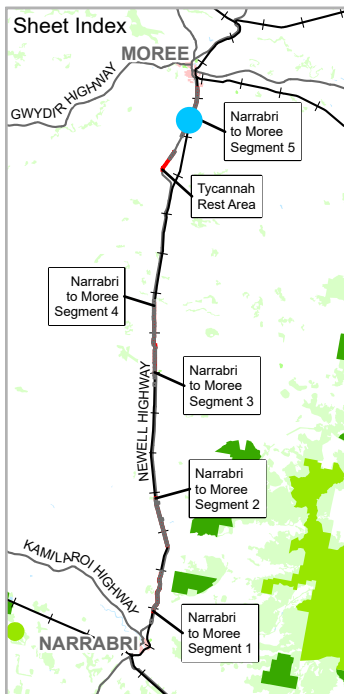 Sheet Index
MOREE
GWYDIR HIGHWAY
Narrabri
to Moree
Segment 5
Tycannah
Rest Area
Narrabri
to Moree
Segment 4
Narrabri
to Moree
Segment 3
NEWELL HIGHWAY
Narrabri
to Moree
Segment 2
KAMILAROI HIGHWAY
Narrabri
to Moree
Segment 1
NARRABRI